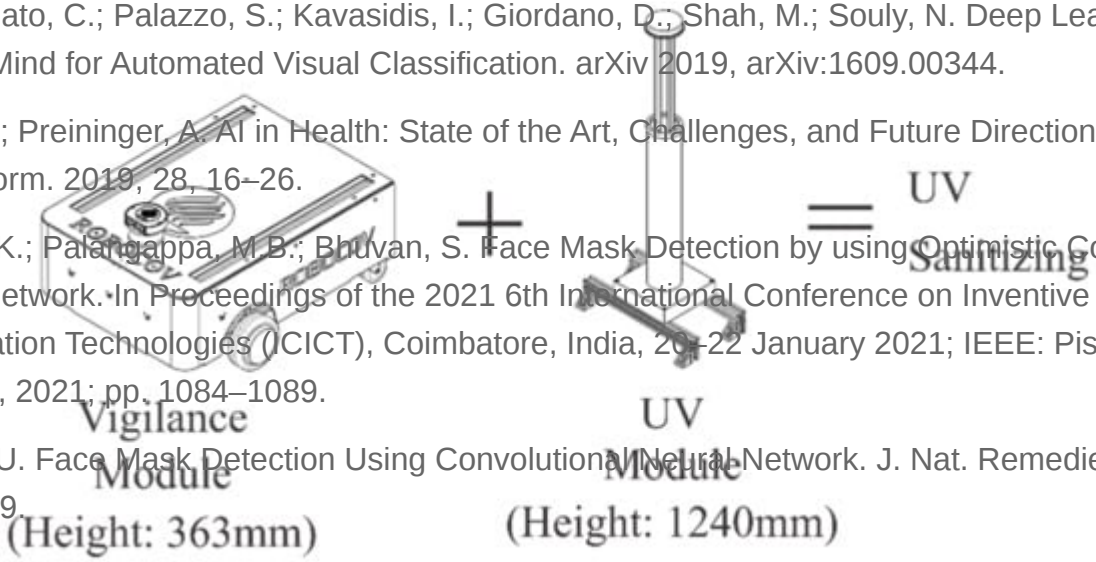 ato, C.; Palazzo, S.; Kavasidis, I.; Giordano, D.; Shah, M.; Souly, N. Deep Lea
Mind for Automated Visual Classification. arXiv 2019, arXiv:1609.00344.
; Preininger, A. AI in Health: State of the Art, Challenges, and Future Direction
orm. 2019, 28, 16–26.
K.; Palangappa, M.B.; Bhuvan, S. Face Mask Detection by using Optimistic Co
etwork. In Proceedings of the 2021 6th International Conference on Inventive
ation Technologies (ICICT), Coimbatore, India, 20–22 January 2021; IEEE: Pis
, 2021; pp. 1084–1089.
U. Face Mask Detection Using Convolutional Neural Network. J. Nat. Remedie
9.
+
=
UV
Sanitizing
Vigilance
Module
(Height: 363mm)
UV
Module
(Height: 1240mm)